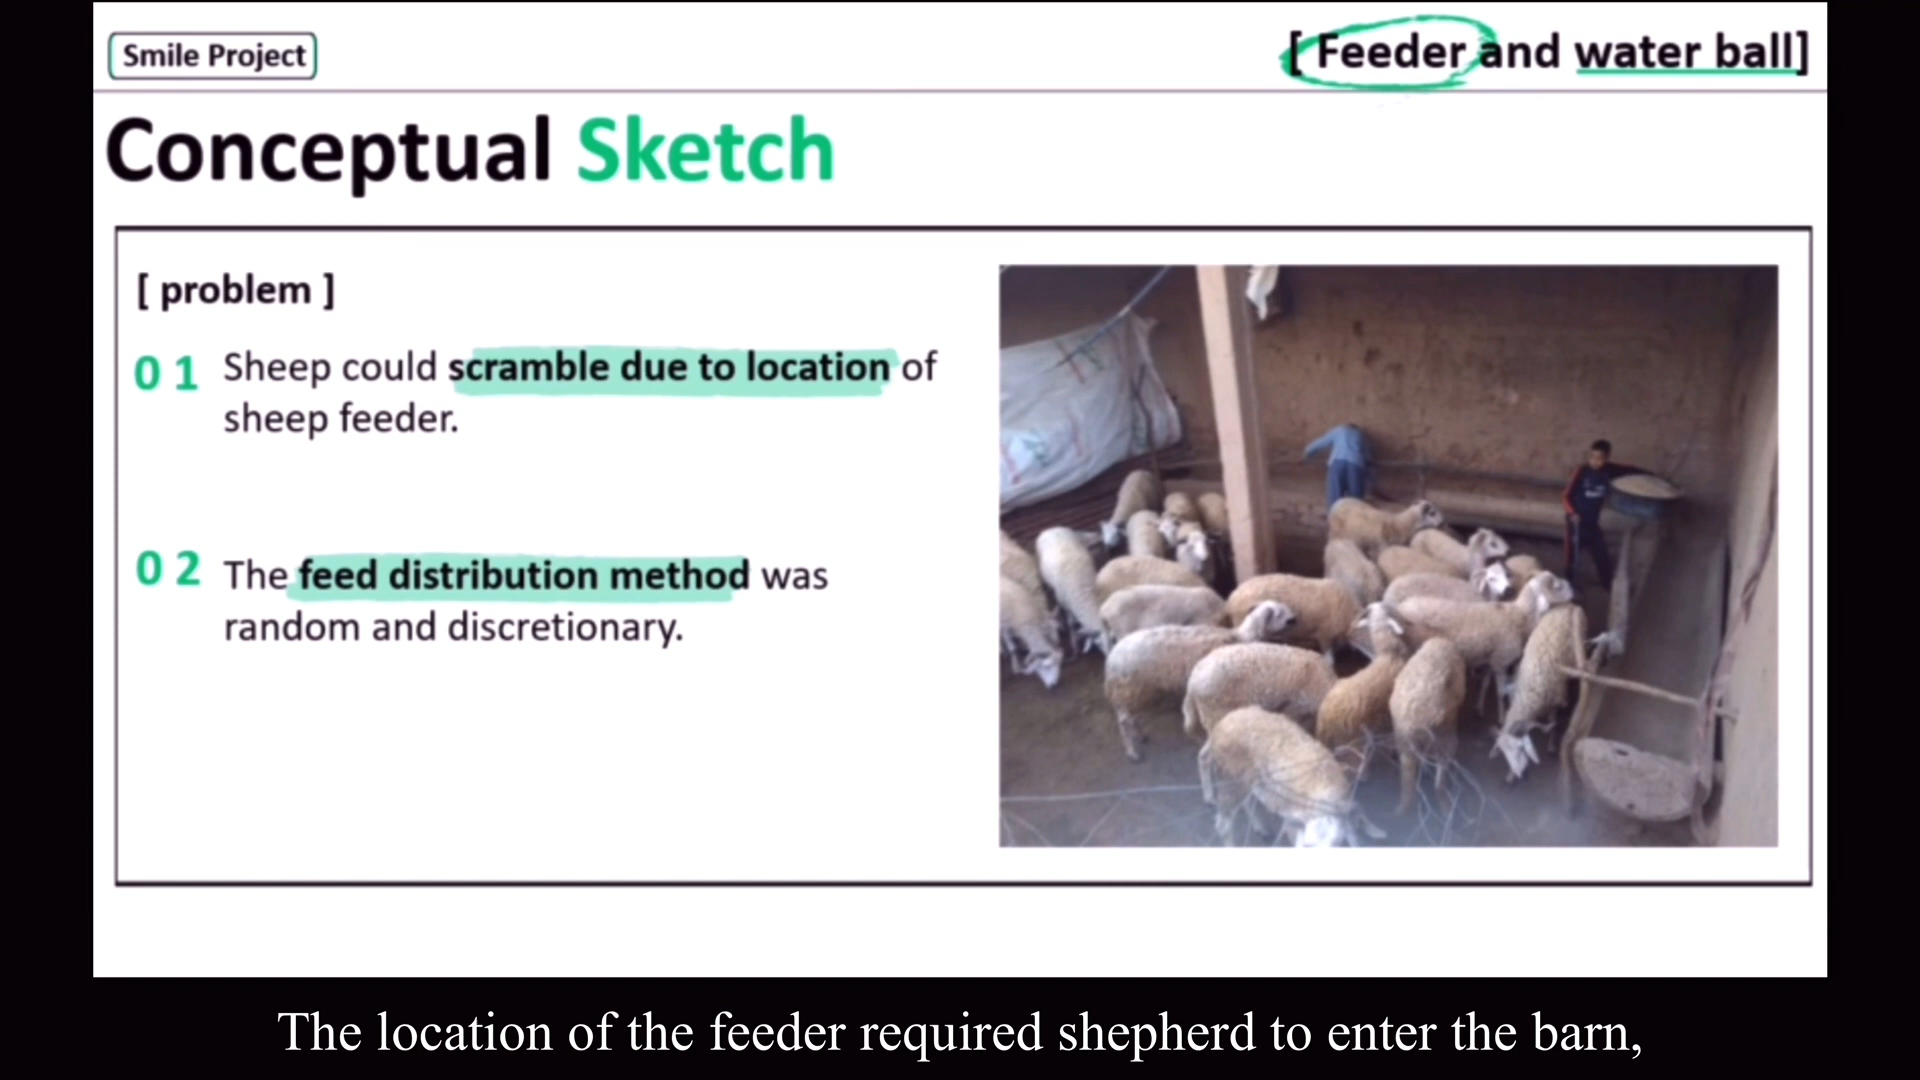 Smile Project
[ Feeder and water ball]
Conceptual Sketch
[ problem ]
01 Sheep could scramble due to location of
sheep feeder.
02 The feed distribution method was
random and discretionary.
The location of the feeder required shepherd to enter the barn,